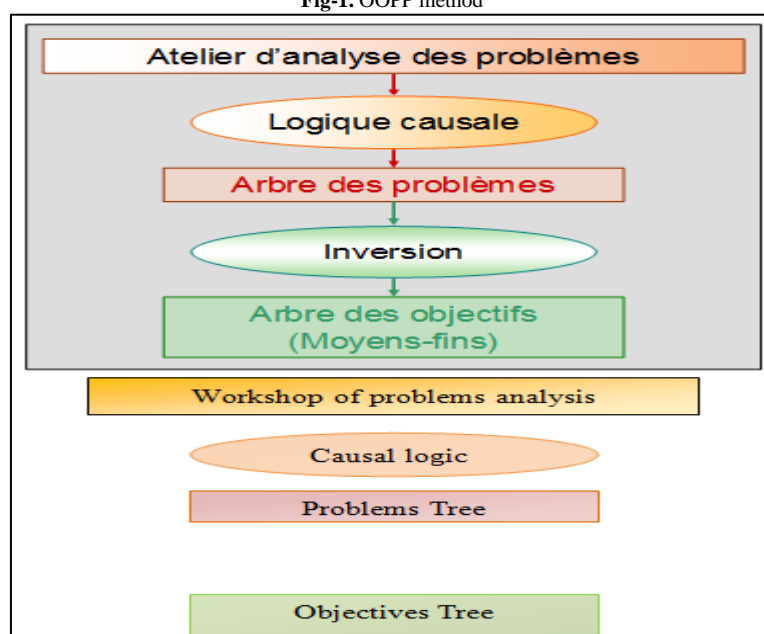 Fig-1. OOPP method
Atelier d'analyse des problèmes
Logique causale
Arbre des problèmes
Inversion
Arbre des objectifs
(Moyens-fins)
Workshop of problems analysis
Causal logic
Problems Tree
Objectives Tree